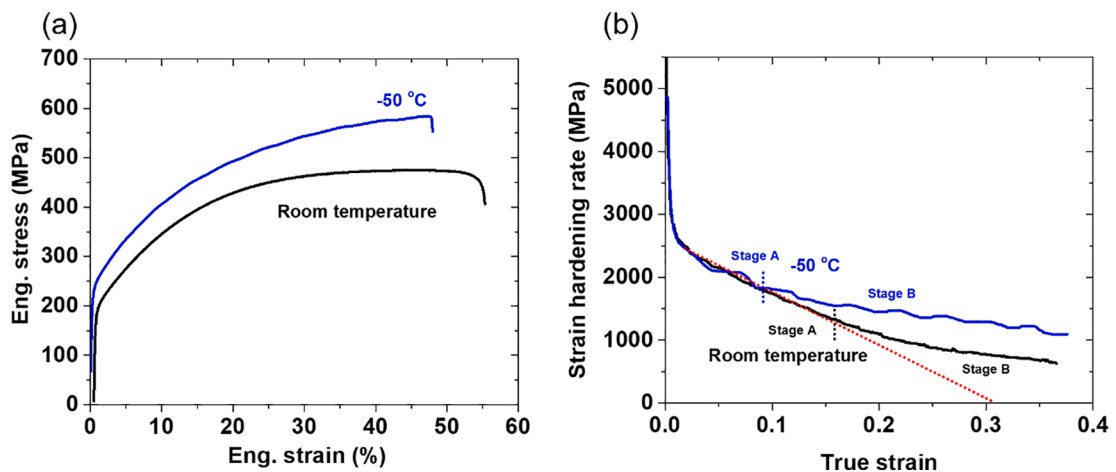 (a)
700
600
500
400
300
200
100
0
Eng. stress (MPa)
-50 °C
Room temperature
0 10 20 30 40 50 60
Eng. strain (%)
(b)
5000
4000
3000
2000
1000
0
Strain hardening rate (MPa)
Stage A
-50 °C
Stage B
Stage A
Room temperature
Stage B
0.0 0.1 0.2 0.3 0.4
True strain